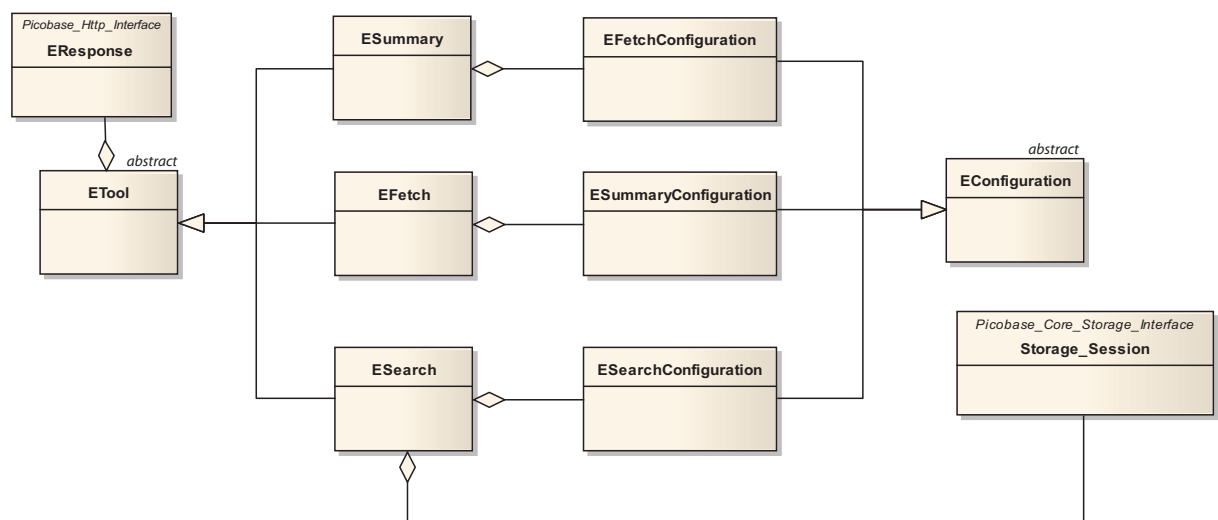 Picobase_Http_Interface
EResponse
ESummary
EFetchConfiguration
abstract
ETool
EFetch
ESummaryConfiguration
abstract
EConfiguration
ESearch
ESearchConfiguration
Picobase_Core_Storage_Interface
Storage_Session